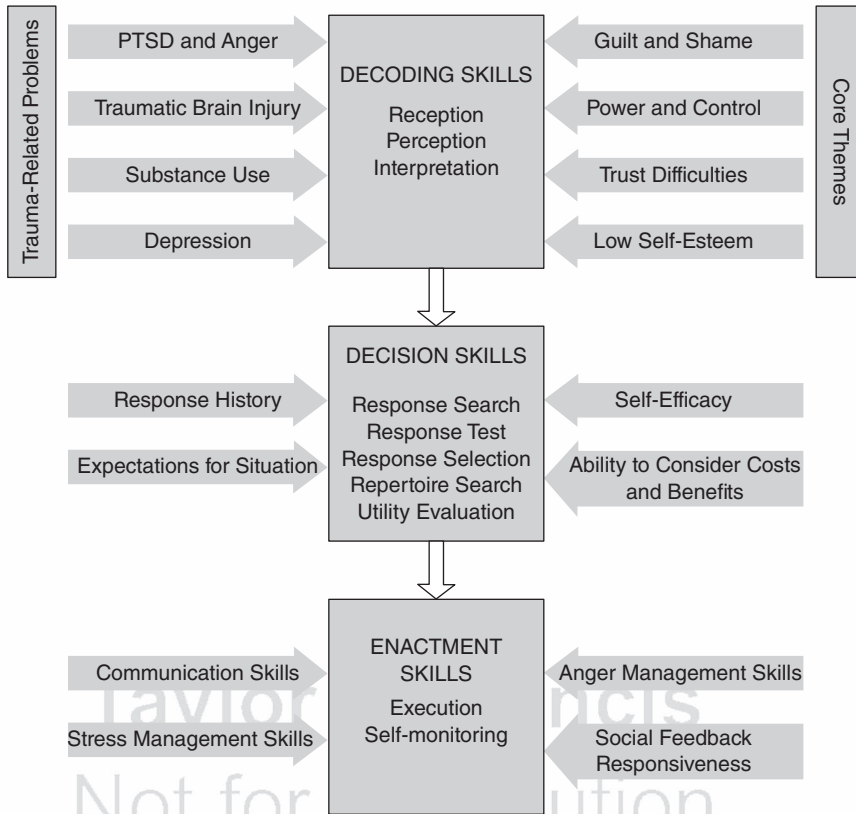 Trauma-Related Problems
PTSD and Anger
Traumatic Brain Injury
Substance Use
Depression
DECODING SKILLS
Reception
Perception
Interpretation
Guilt and Shame
Power and Control
Trust Difficulties
Low Self-Esteem
Core Themes
Response History
Expectations for Situation
DECISION SKILLS
Response Search
Response Test
Response Selection
Repertoire Search
Utility Evaluation
Self-Efficacy
Ability to Consider Costs
and Benefits
Communication Skills
Stress Management Skills
ENACTMENT
SKILLS
Execution
Self-monitoring
Anger Management Skills
Social Feedback
Responsiveness
Taylor
Not for